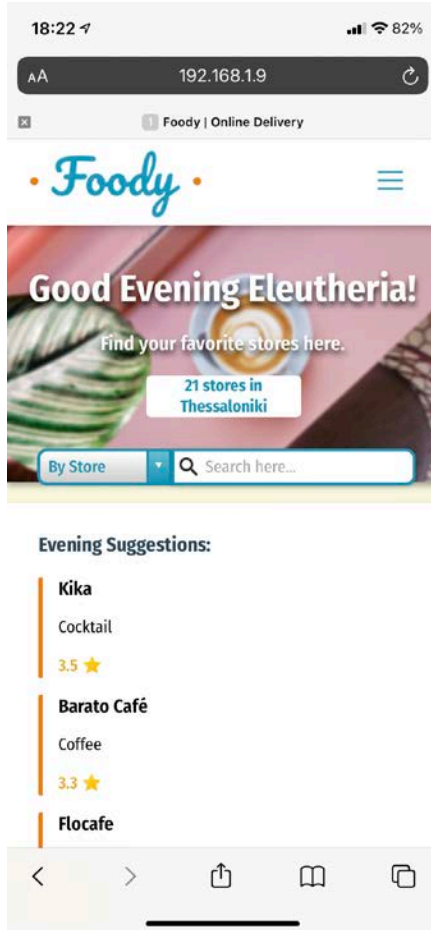 18:22
82%
AA
192.168.1.9
1 Foody | Online Delivery
Foody
Good Evening Eleutheria!
Find your favorite stores here.
21 stores in
Thessaloniki
By Store
Search here...
Evening Suggestions:
Kika
Cocktail
3.5
Barato Café
Coffee
3.3
Flocafe